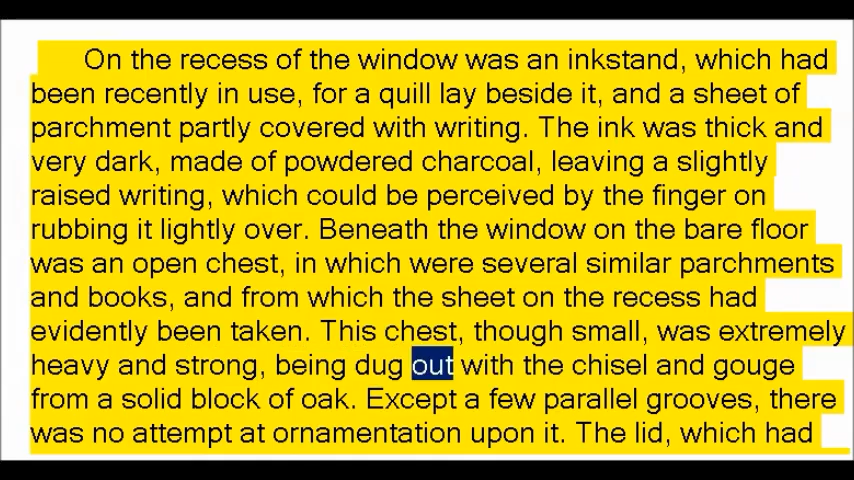 On the recess of the window was an inkstand, which had
been recently in use, for a quill lay beside it, and a sheet of
parchment partly covered with writing. The ink was thick and
very dark, made of powdered charcoal, leaving a slightly
raised writing, which could be perceived by the finger on
rubbing it lightly over. Beneath the window on the bare floor
was an open chest, in which were several similar parchments
and books, and from which the sheet on the recess had
evidently been taken. This chest, though small, was extremely
heavy and strong, being dug out with the chisel and gouge
from a solid block of oak. Except a few parallel grooves, there
was no attempt at ornamentation upon it. The lid, which had